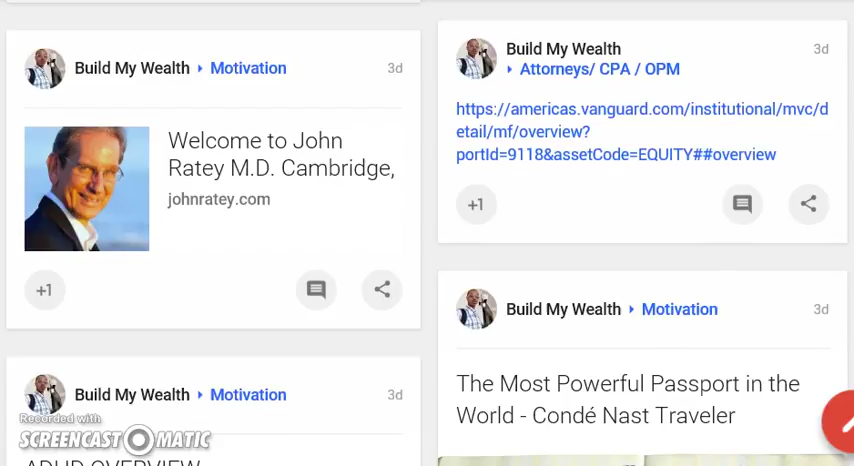 Build My Wealth ▸ Motivation
3d
Welcome to John
Ratey M.D. Cambridge,
johnratey.com
+1
Build My Wealth ▸ Motivation
3d
Recorded with
SCREENCAST-O-MATIC
ADHD OVERVIEW
Build My Wealth
3d
▸ Attorneys/ CPA / OPM
https://americas.vanguard.com/institutional/mvc/d
etail/mf/overview?
portId=9118&assetCode=EQUITY##overview
+1
Build My Wealth ▸ Motivation
3d
The Most Powerful Passport in the
World - Condé Nast Traveler